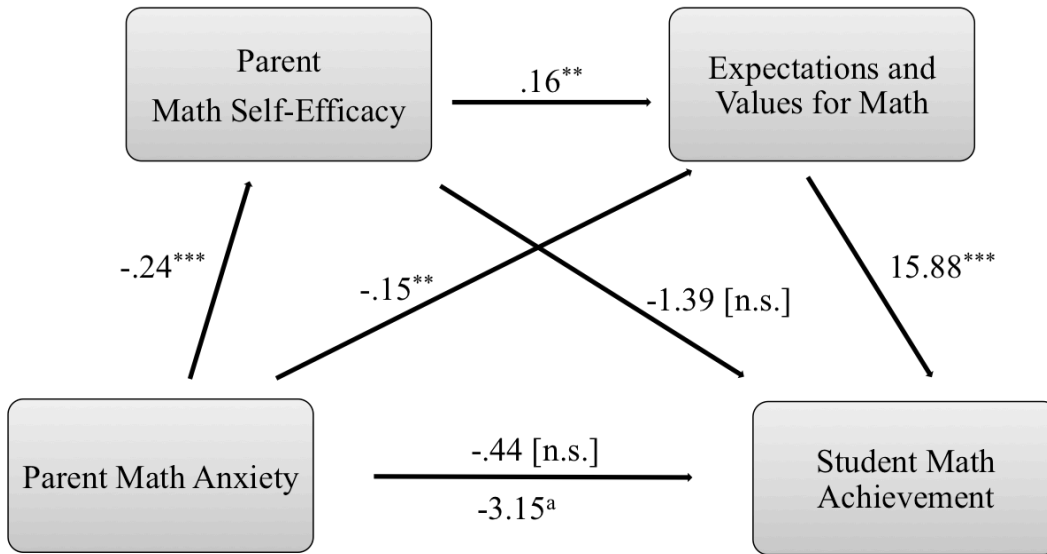 Parent
Math Self-Efficacy
.16**
Expectations and
Values for Math
-.24***
-.15**
-1.39 [n.s.]
15.88***
Parent Math Anxiety
-.44 [n.s.]
-3.15ᵃ
Student Math
Achievement